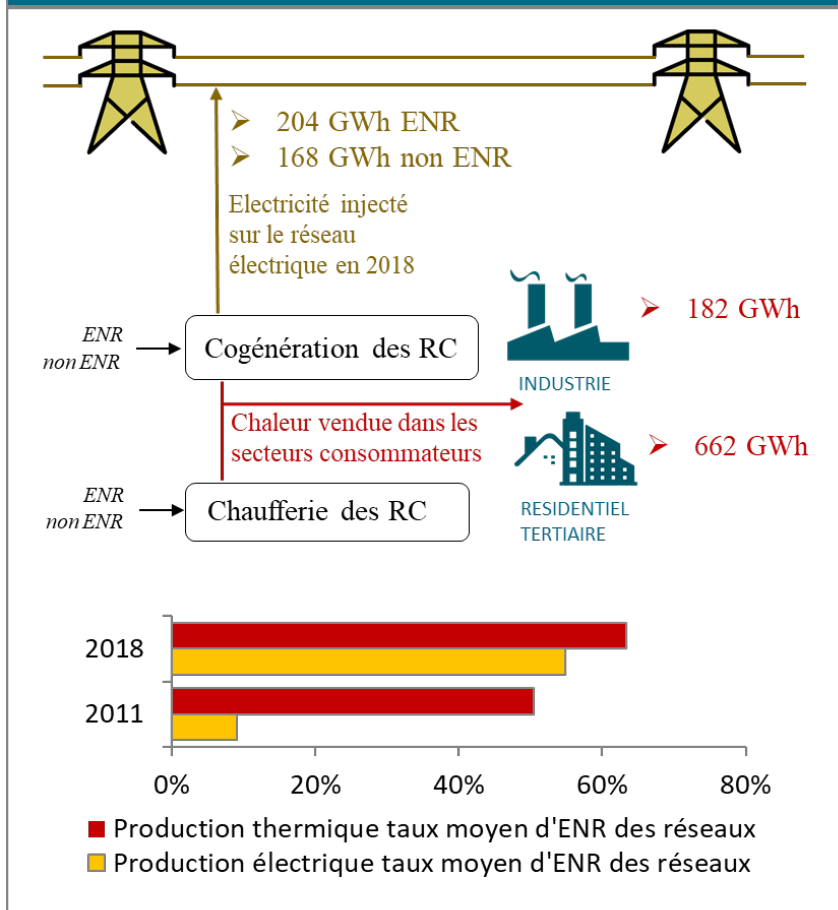 ➢ 204 GWh ENR
➢ 168 GWh non ENR
Electricité injecté
sur le réseau
électrique en 2018
ENR
non ENR
Cogénération des RC
➢ 182 GWh
INDUSTRIE
Chaleur vendue dans les
secteurs consommateurs
➢ 662 GWh
ENR
non ENR
Chaufferie des RC
RESIDENTIEL
TERTIAIRE
2018
2011
0% 20% 40% 60% 80%
Production thermique taux moyen d'ENR des réseaux
Production électrique taux moyen d'ENR des réseaux